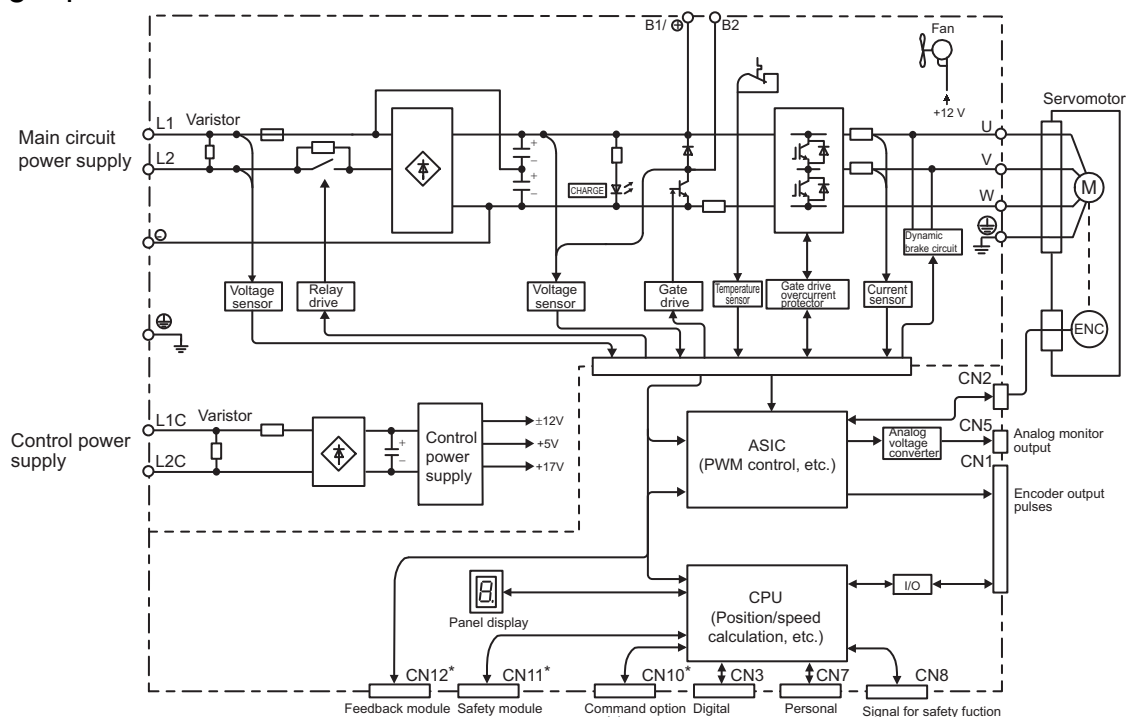 B1/ ⊕
B2
Fan
+12 V
Servomotor
Main circuit
power supply
L1
Varistor
L2
+
−
+
−
CHARGE
U
V
W
M
⊖
Dynamic
brake circuit
Voltage
sensor
Relay
drive
Voltage
sensor
Gate
drive
Temperature
sensor
Gate drive
overcurrent
protector
Current
sensor
ENC
Control power
supply
L1C
Varistor
L2C
+
−
Control
power
supply
±12V
+5V
+17V
ASIC
(PWM control, etc.)
Analog
voltage
converter
CN2
CN5
Analog monitor
output
CN1
Encoder output
pulses
8.
Panel display
CPU
(Position/speed
calculation, etc.)
I/O
CN12*
CN11*
CN10*
CN3
CN7
CN8
Feedback module
Safety module
Command option
Digital
Personal
Signal for safety fuction